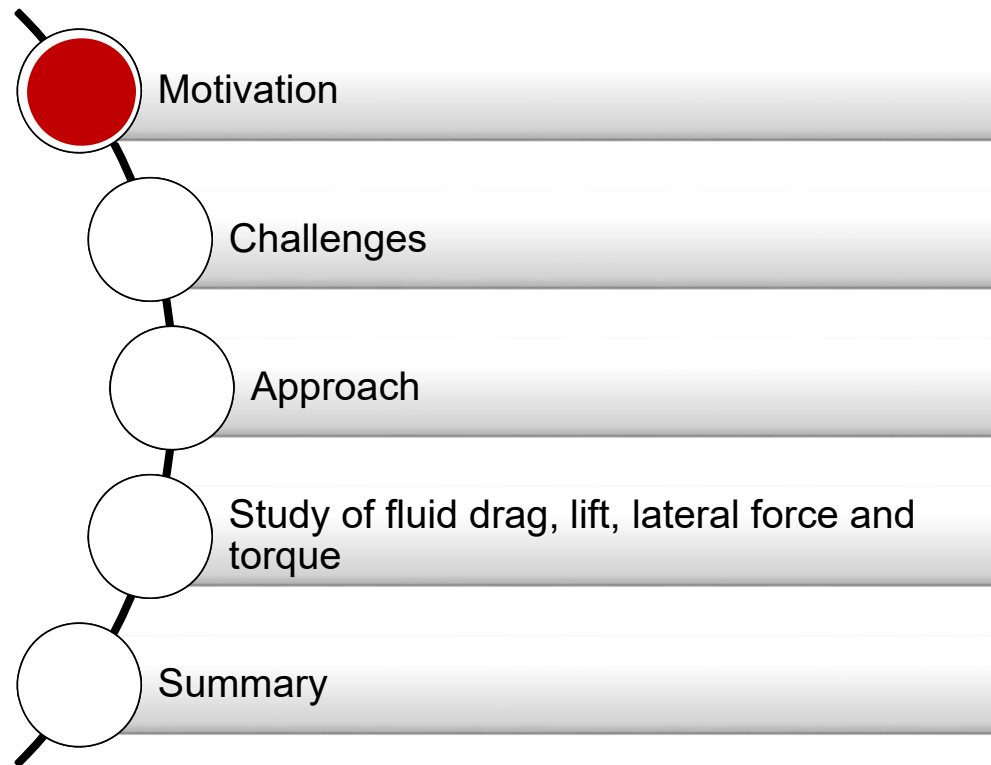 Motivation
Challenges
Approach
Study of fluid drag, lift, lateral force and
torque
Summary